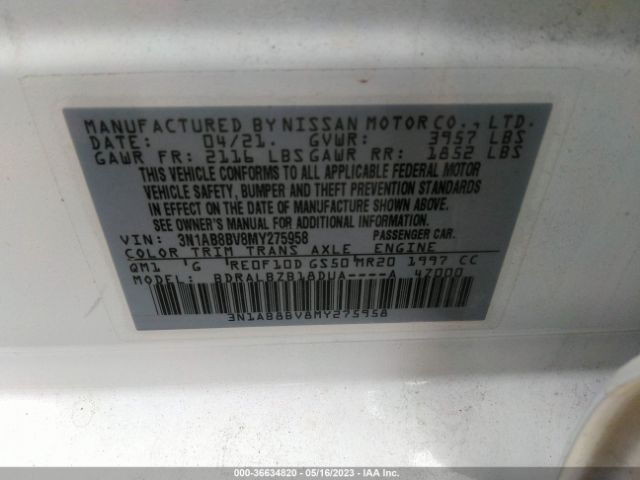 MANUFACTURED BY NISSAN MOTOR CO., LTD.
DATE: 04/21. GVWR: 3957 LBS
GAWR FR: 2116 LBS GAWR RR: 1852 LBS
THIS VEHICLE CONFORMS TO ALL APPLICABLE FEDERAL MOTOR
VEHICLE SAFETY, BUMPER AND THEFT PREVENTION STANDARDS
IN EFFECT ON THE DATE OF MANUFACTURE SHOWN ABOVE.
SEE OWNER'S MANUAL FOR ADDITIONAL INFORMATION.
VIN: 3N1AB8BV8MY275958 PASSENGER CAR.
COLOR TRIM TRANS AXLE ENGINE
QM1 'G RE0F10D GS50 MR20 1997 CC
MODEL: BDRALBZB18DUA----A 4Z000
3N1AB8BV8MY275958
000-36634820 - 05/16/2023 - IAAI.COM